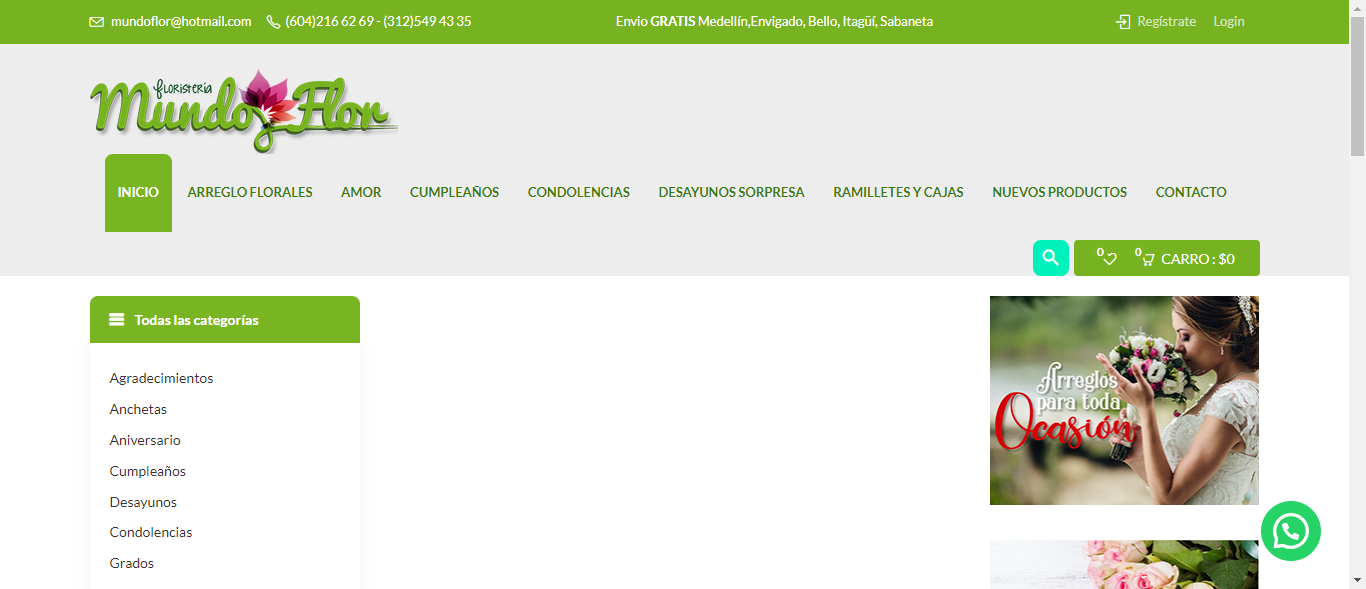 mundoflor@hotmail.com (604)216 62 69 - (312)549 43 35 Envio GRATIS Medellín,Envigado, Bello, Itagüí, Sabaneta Regístrate Login
floristería
Mundo Flor
INICIO ARREGLO FLORALES AMOR CUMPLEAÑOS CONDOLENCIAS DESAYUNOS SORPRESA RAMILLETES Y CAJAS NUEVOS PRODUCTOS CONTACTO
0 0 CARRO : $0
Todas las categorías
Agradecimientos
Anchetas
Aniversario
Cumpleaños
Desayunos
Condolencias
Grados
Arreglos
para toda
Ocasión